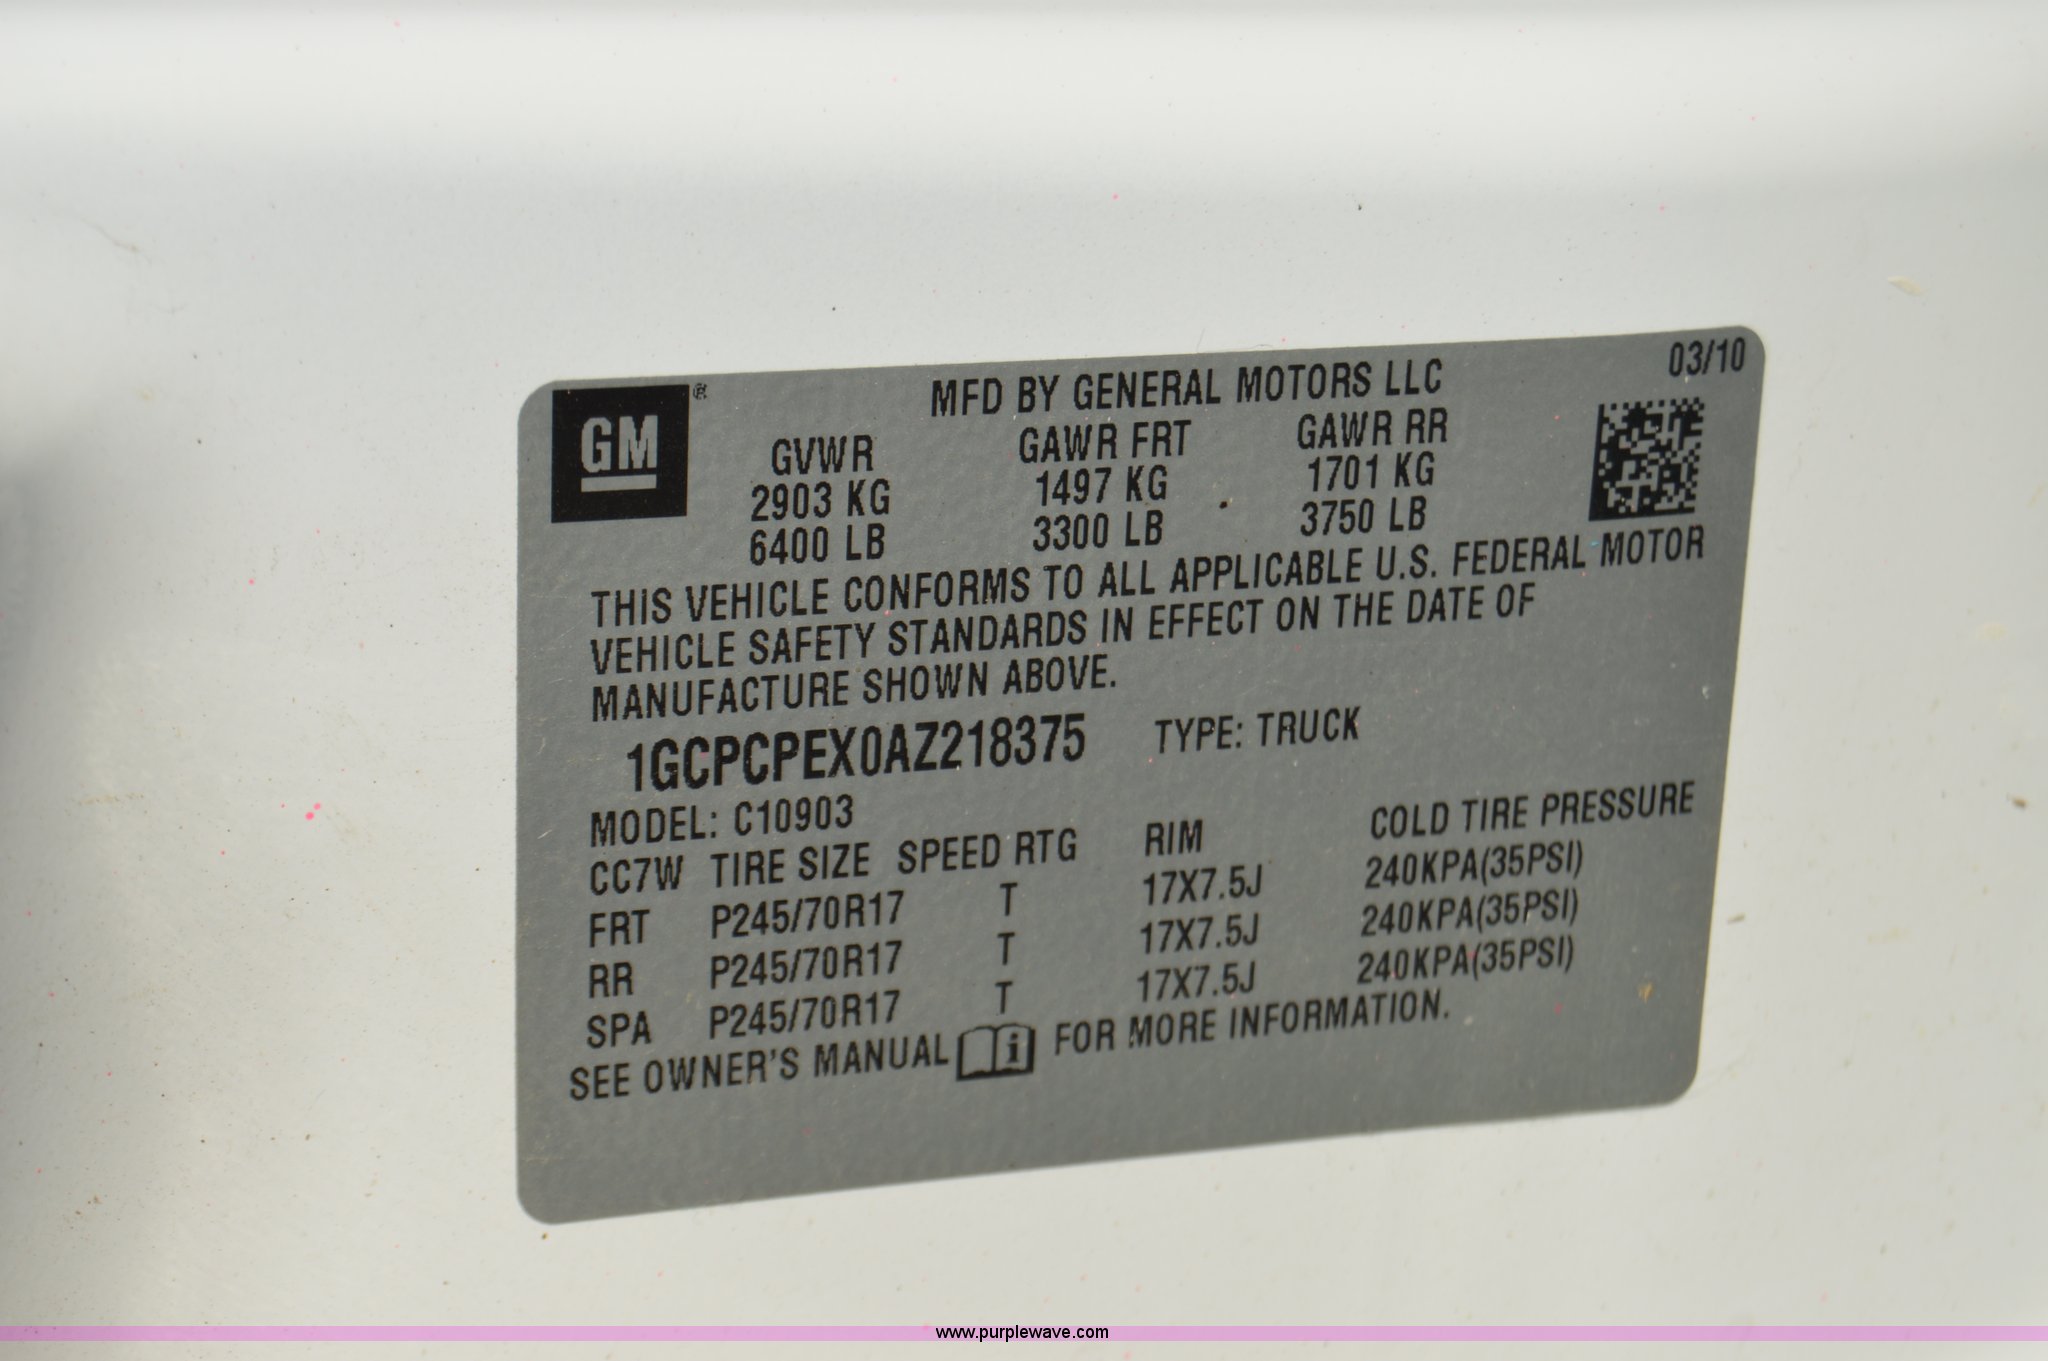 03/10
GM ®
MFD BY GENERAL MOTORS LLC
GVWR GAWR FRT GAWR RR
2903 KG 1497 KG 1701 KG
6400 LB 3300 LB 3750 LB
THIS VEHICLE CONFORMS TO ALL APPLICABLE U.S. FEDERAL MOTOR
VEHICLE SAFETY STANDARDS IN EFFECT ON THE DATE OF
MANUFACTURE SHOWN ABOVE.
1GCPCPEX0AZ218375 TYPE: TRUCK
MODEL: C10903
CC7W TIRE SIZE SPEED RTG RIM COLD TIRE PRESSURE
FRT P245/70R17 T 17X7.5J 240KPA(35PSI)
RR P245/70R17 T 17X7.5J 240KPA(35PSI)
SPA P245/70R17 T 17X7.5J 240KPA(35PSI)
SEE OWNER'S MANUAL i FOR MORE INFORMATION.
www.purplewave.com